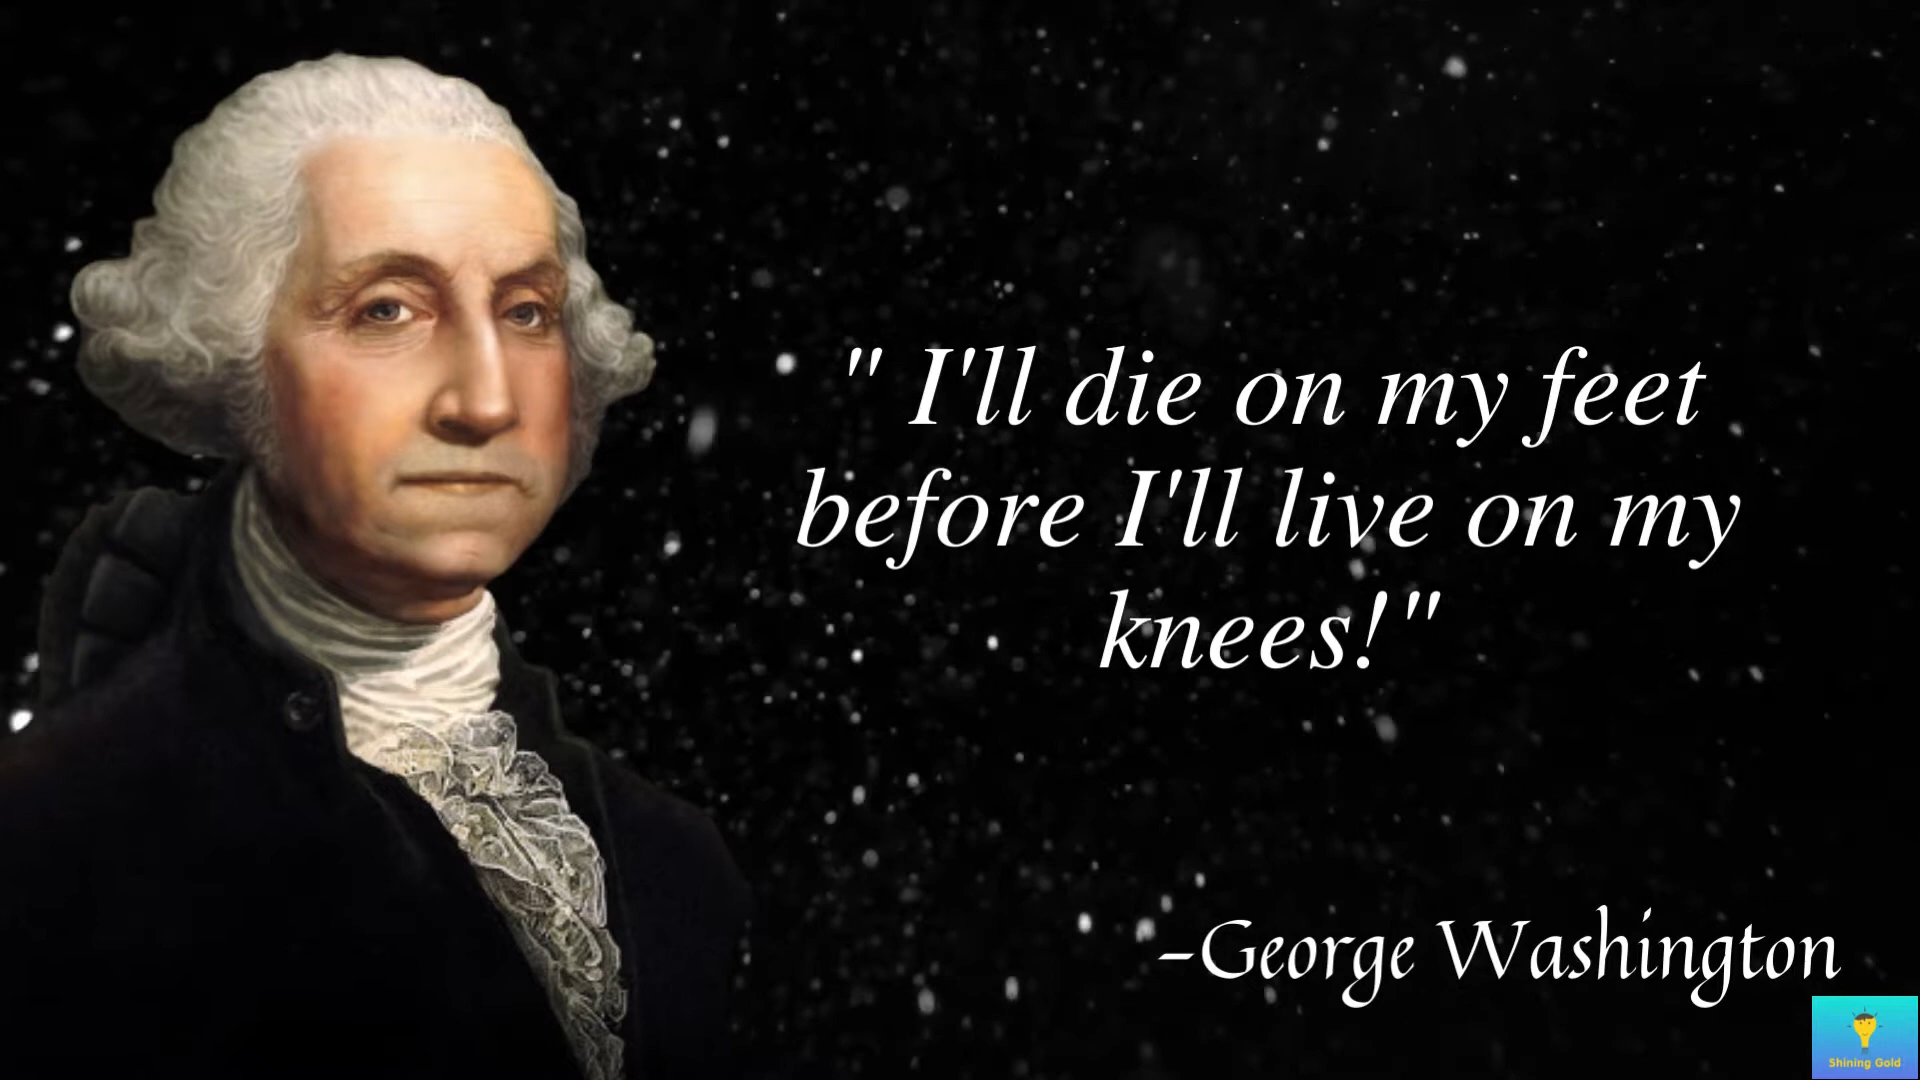 " I'll die on my feet
before I'll live on my
knees!"
-George Washington
Shining Gold